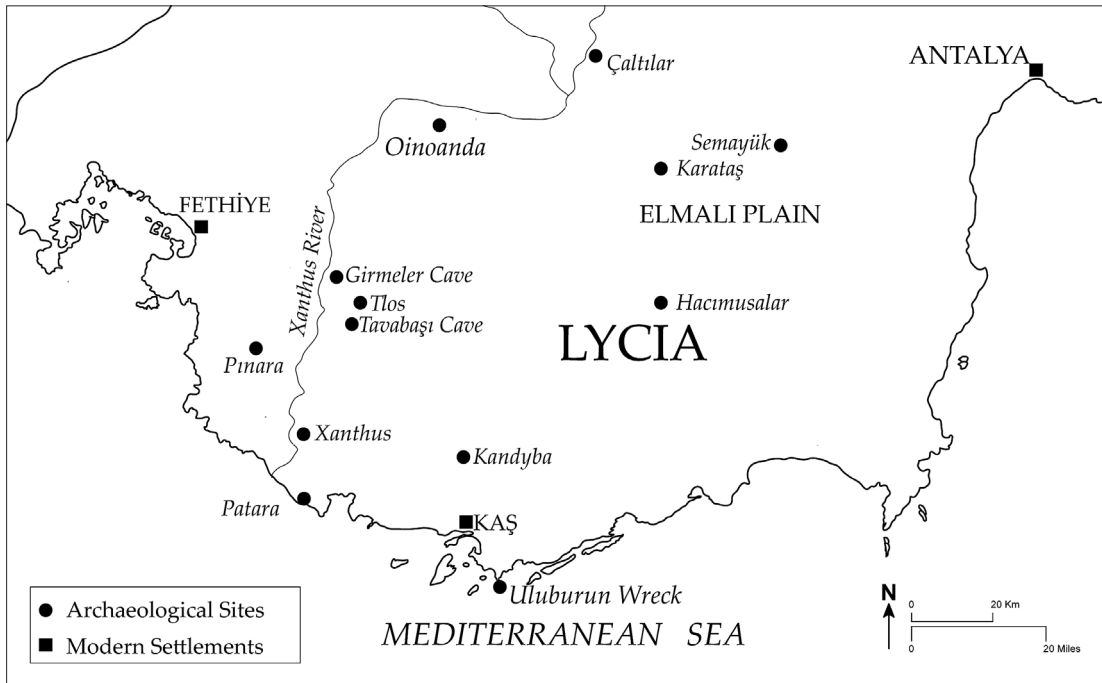 Çaltılar
ANTALYA
Oinoanda
Semayük
Karataş
FETHİYE
ELMALI PLAIN
Xanthus River
Girmeler Cave
Tlos
Hacımusalar
Tavabaşı Cave
LYCIA
Pınara
Xanthus
Kandyba
Patara
KAŞ
Uluburun Wreck
MEDITERRANEAN SEA
Archaeological Sites
Modern Settlements
N
0 20 Km
0 20 Miles